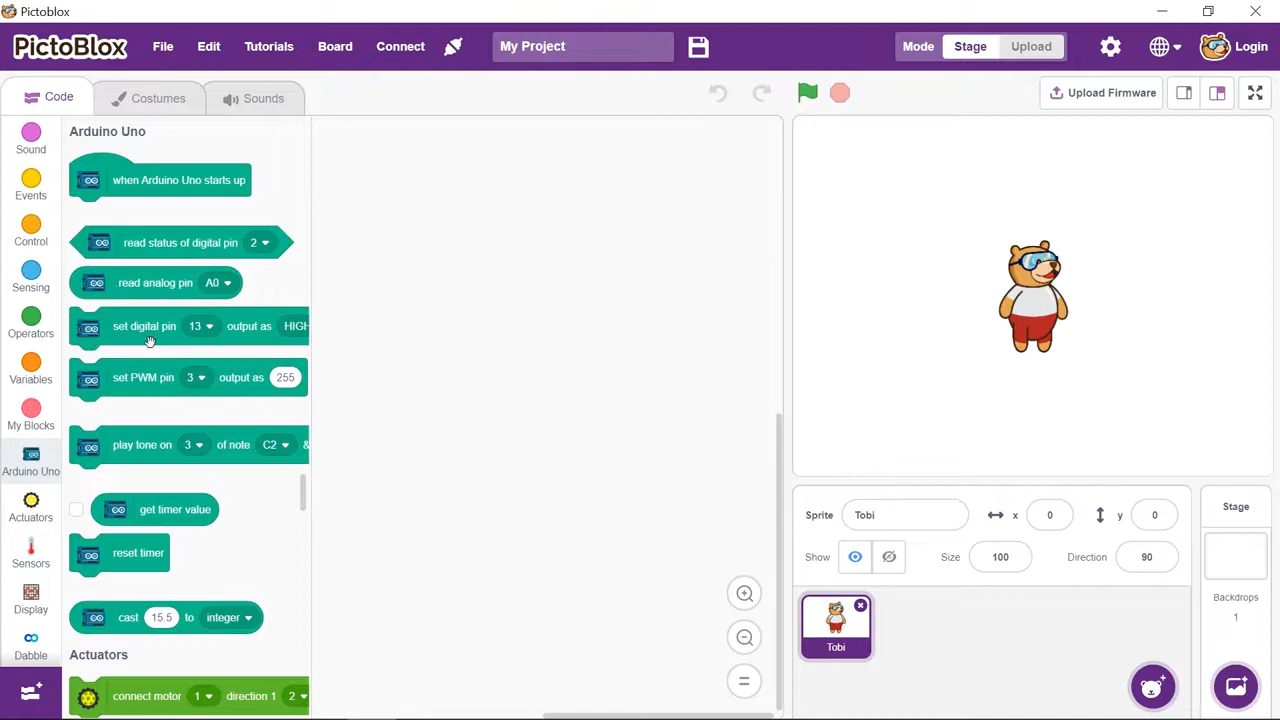 Pictoblox
PictoBlox File Edit Tutorials Board Connect My Project Mode Stage Upload Login
Code Costumes Sounds Upload Firmware
Sound
Events
Control
Sensing
Operators
Variables
My Blocks
Arduino Uno
Actuators
Sensors
Display
Dabble
Arduino Uno
when Arduino Uno starts up
read status of digital pin 2
read analog pin A0
set digital pin 13 output as HIGH
set PWM pin 3 output as 255
play tone on 3 of note C2 &
get timer value
reset timer
cast 15.5 to integer
Actuators
connect motor 1 direction 1 2
Sprite Tobi x 0 y 0
Show Size 100 Direction 90
Tobi
Stage
Backdrops
1